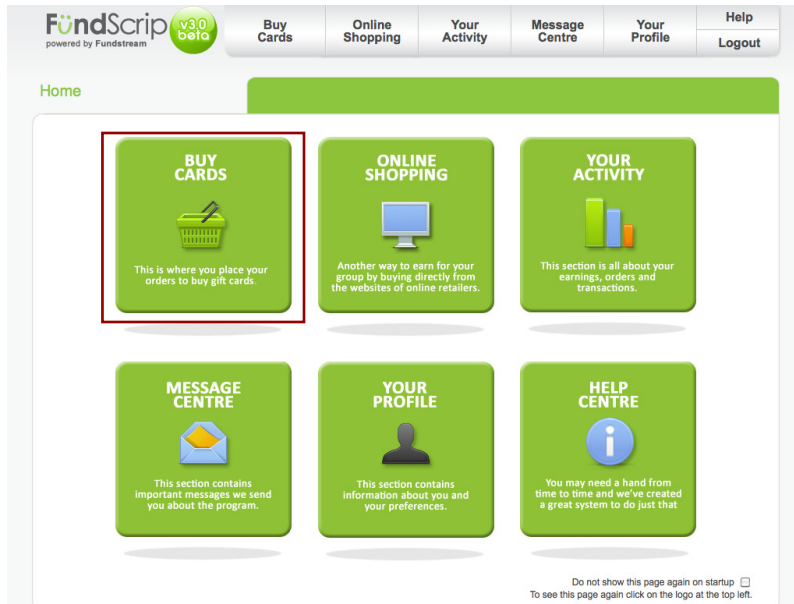 FündScrip
powered by Fundstream
v3.0
beta
Buy
Cards
Online
Shopping
Your
Activity
Message
Centre
Your
Profile
Help
Logout
Home
BUY
CARDS
This is where you place your
orders to buy gift cards.
ONLINE
SHOPPING
Another way to earn for your
group by buying directly from
the websites of online retailers.
YOUR
ACTIVITY
This section is all about your
earnings, orders and
transactions.
MESSAGE
CENTRE
This section contains
important messages we send
you about the program.
YOUR
PROFILE
This section contains
information about you and
your preferences.
HELP
CENTRE
i
You may need a hand from
time to time and we've created
a great system to do just that
Do not show this page again on startup
To see this page again click on the logo at the top left.